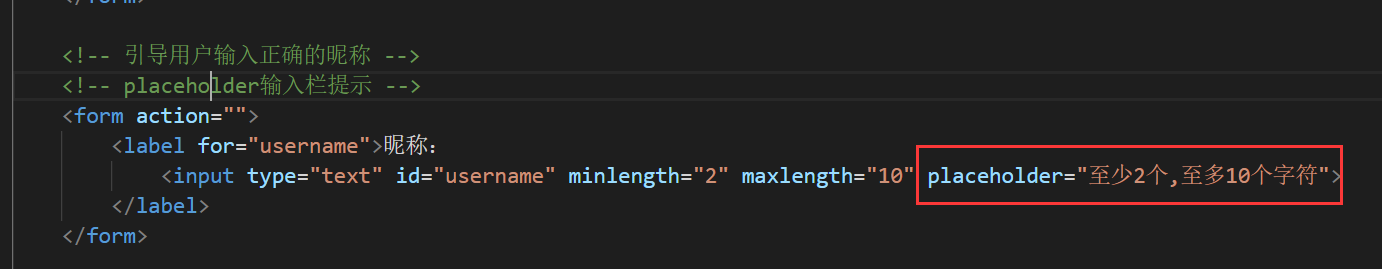 </form>
<!-- 引导用户输入正确的昵称 -->
<!-- placeholder输入栏提示 -->
<form action="">
<label for="username">昵称：
<input type="text" id="username" minlength="2" maxlength="10" placeholder="至少2个,至多10个字符">
</label>
</form>